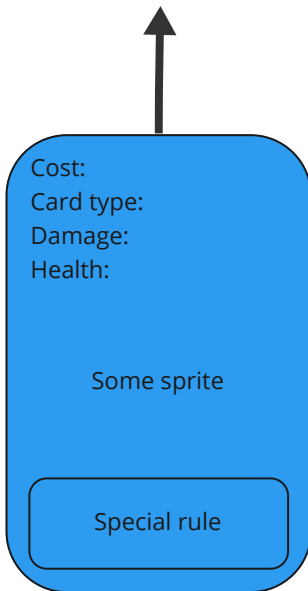 Cost:
Card type:
Damage:
Health:
Some sprite
Special rule